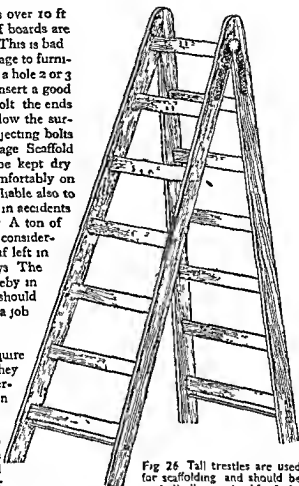 s over 10 ft
f boards are
This is bad
age to furni-
a hole 2 or 3
nsert a good
olt the ends
low the sur-
jecting bolts
age Scaffold
be kept dry
mfortably on
liable also to
in accidents
A ton of
consider-
if left in
ys The
eby in
should
a job
quire
hey
er-
n
Fig 26 Tall trestles are used
for scaffolding and should be